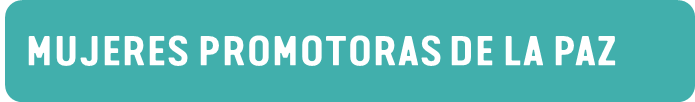 MUJERES PROMOTORAS DE LA PAZ